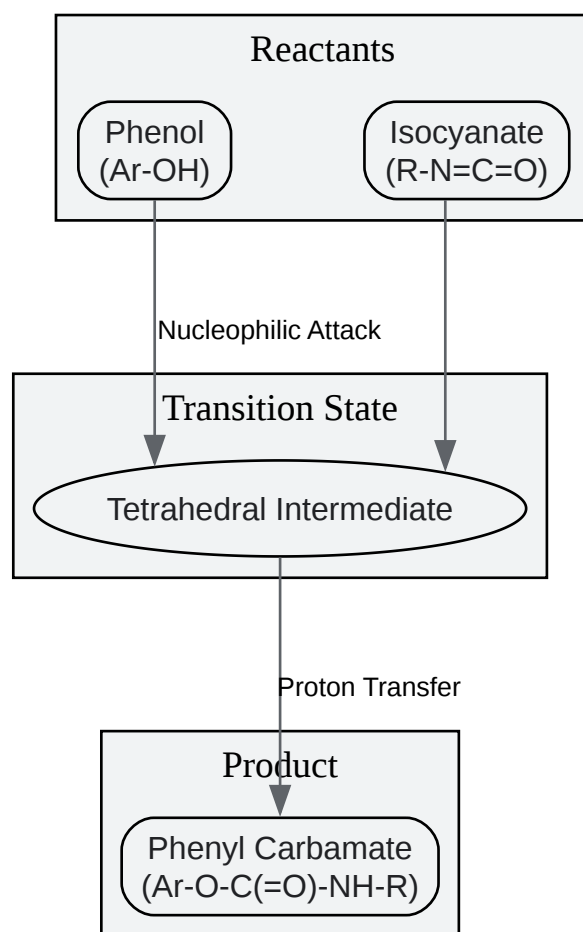 Reactants
Phenol
(Ar-OH)
Isocyanate
(R-N=C=O)
Nucleophilic Attack
Transition State
Tetrahedral Intermediate
Proton Transfer
Product
Phenyl Carbamate
(Ar-O-C(=O)-NH-R)